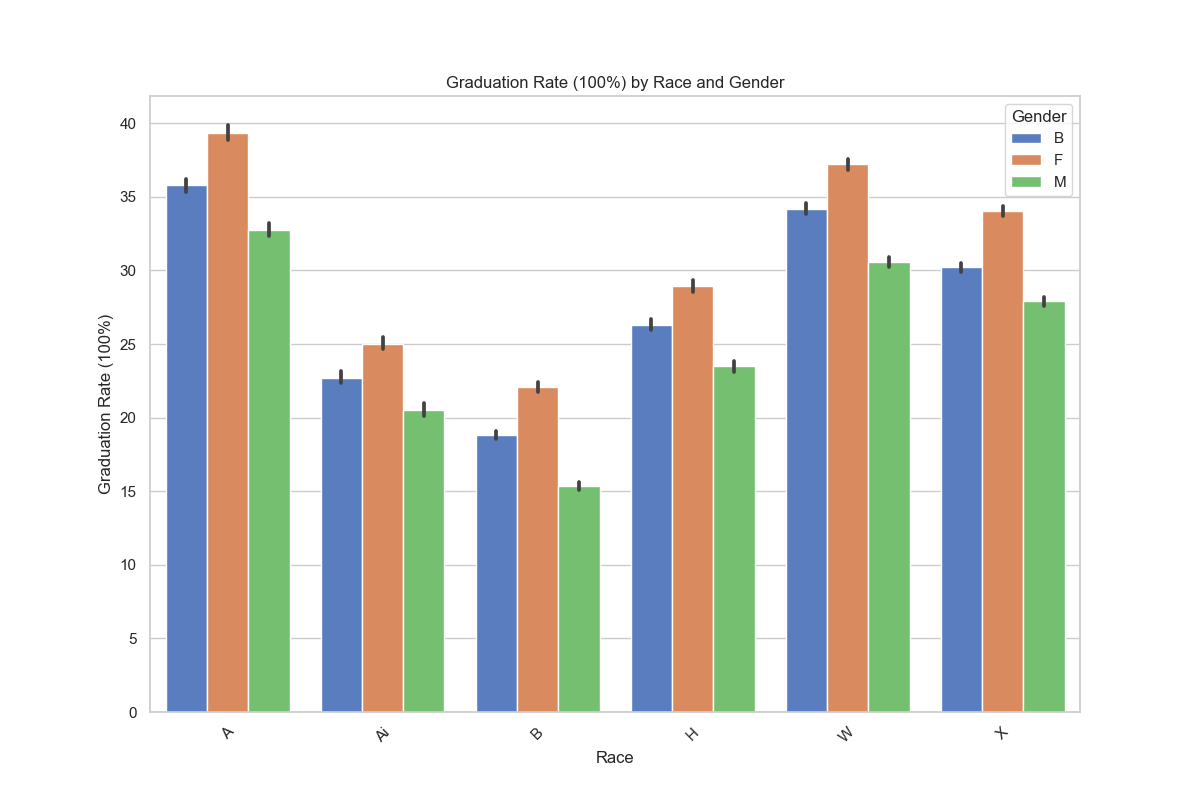 Graduation Rate (100%) by Race and Gender
Gender
B
F
M
Graduation Rate (100%)
40
35
30
25
20
15
10
5
0
A
Ai
B
H
W
X
Race